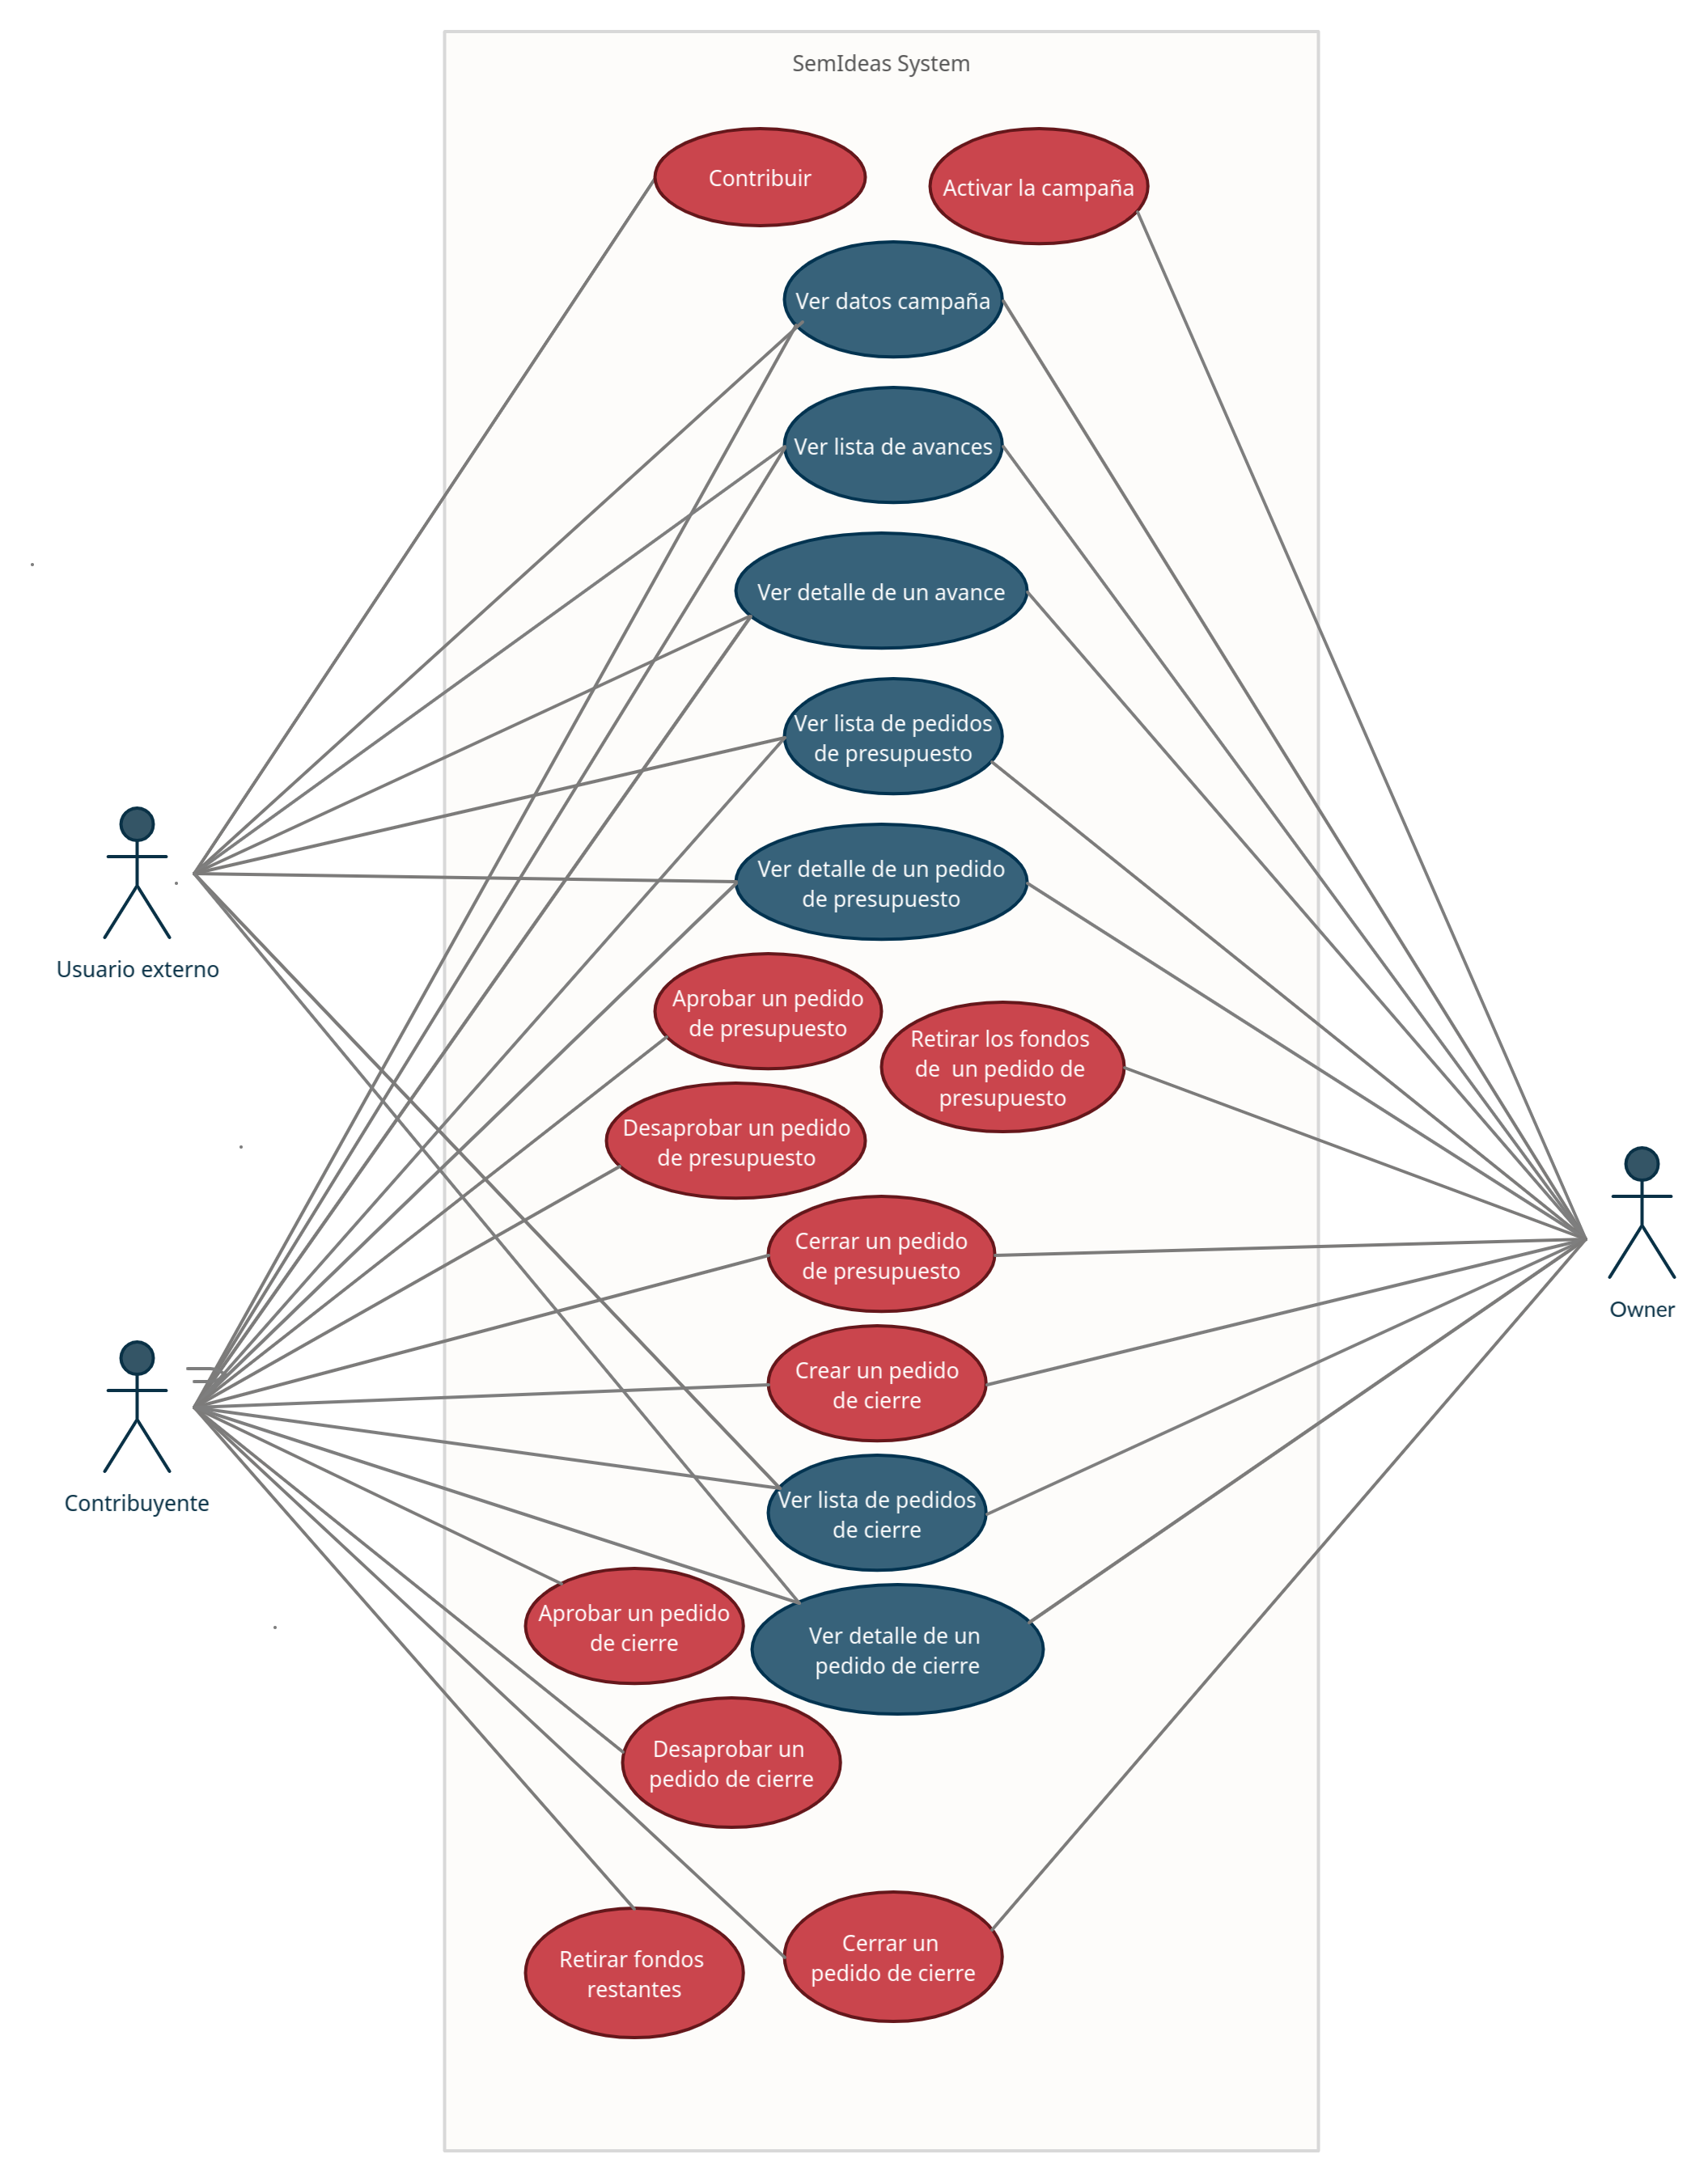 SemIdeas System
Contribuir
Activar la campaña
Ver datos campaña
Ver lista de avances
Ver detalle de un avance
Ver lista de pedidos
de presupuesto
Ver detalle de un pedido
de presupuesto
Usuario externo
Aprobar un pedido
de presupuesto
Retirar los fondos
de  un pedido de
presupuesto
Desaprobar un pedido
de presupuesto
Cerrar un pedido
de presupuesto
Owner
Crear un pedido
de cierre
Contribuyente
Ver lista de pedidos
de cierre
Aprobar un pedido
de cierre
Ver detalle de un
pedido de cierre
Desaprobar un
pedido de cierre
Retirar fondos
restantes
Cerrar un
pedido de cierre